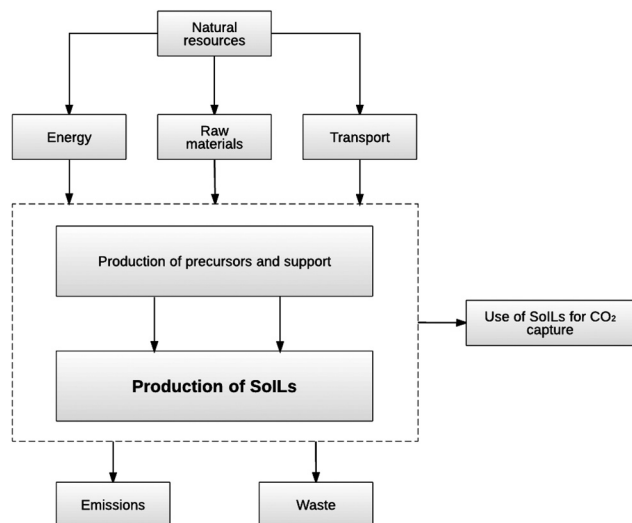 Natural
resources
Energy
Raw
materials
Transport
Production of precursors and support
Production of SoILs
Use of SoILs for CO₂
capture
Emissions
Waste